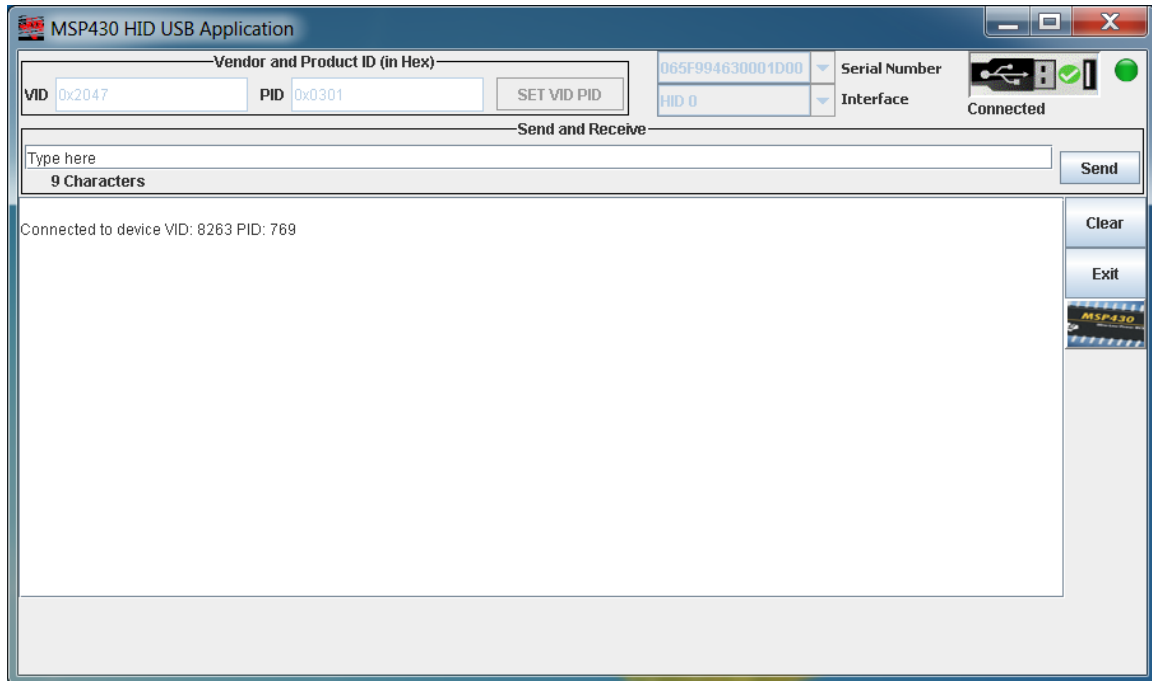 MSP430 HID USB Application
Vendor and Product ID (in Hex)
VID 0x2047 PID 0x0301 SET VID PID
065F994630001D00 Serial Number
HID 0 Interface
Connected
Send and Receive
Type here
Send
9 Characters
Connected to device VID: 8263 PID: 769
Clear
Exit
MSP430